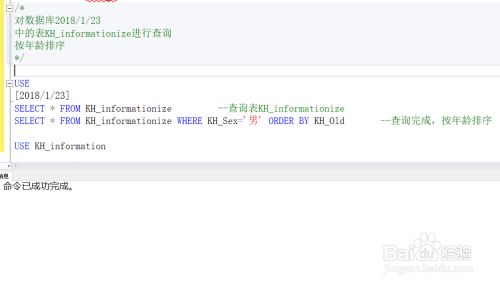 /*
对数据库2018/1/23
中的表KH_informationize进行查询
按年龄排序
*/
USE
[2018/1/23]
SELECT * FROM KH_informationize --查询表KH_informationize
SELECT * FROM KH_informationize WHERE KH_Sex='男' ORDER BY KH_Old --查询完成，按年龄排序
USE KH_information
消息
命令已成功完成。
Baidu 经验
jingyan.baidu.com